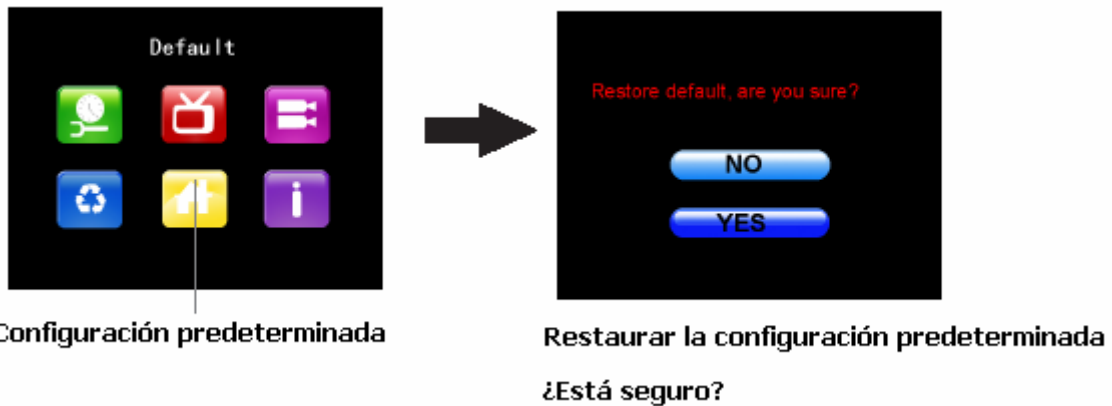 Default
i
Configuración predeterminada
Restore default, are you sure?
NO
YES
Restaurar la configuración predeterminada
¿Está seguro?